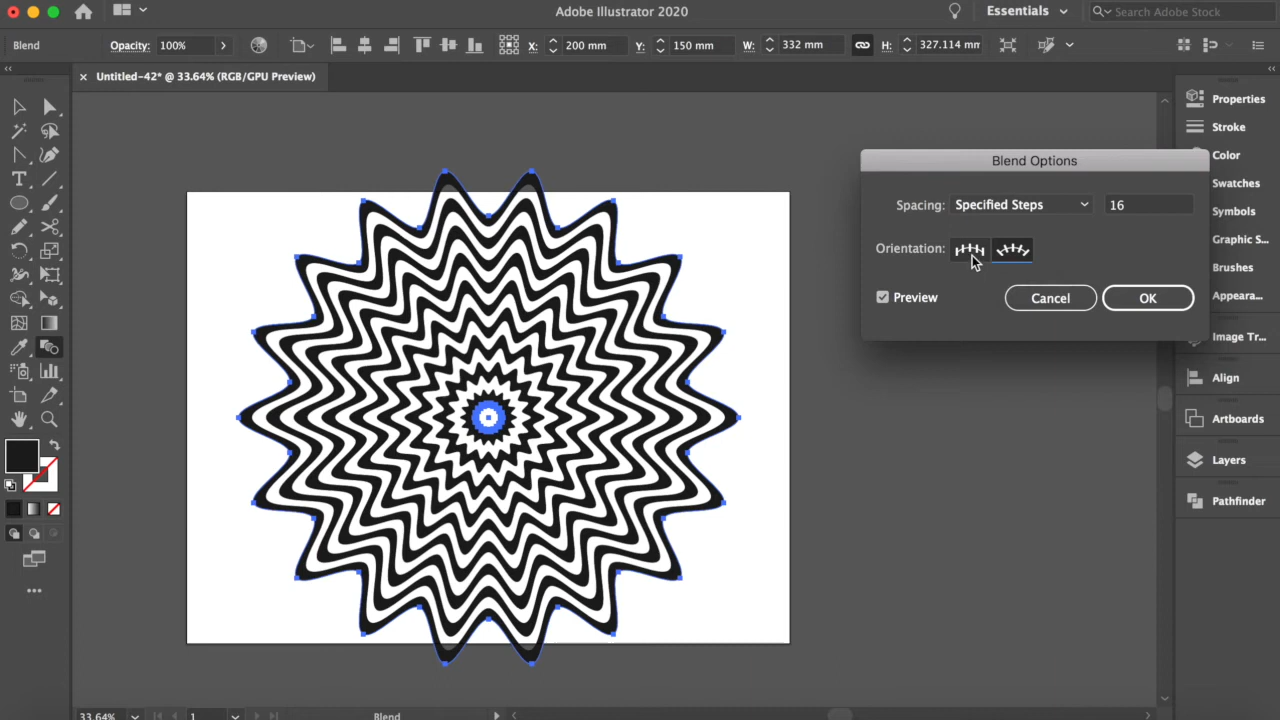 Adobe Illustrator 2020
Essentials
Search Adobe Stock
Blend
Opacity: 100%
X: 200 mm
Y: 150 mm
W: 332 mm
H: 327.114 mm
× Untitled-42* @ 33.64% (RGB/GPU Preview)
Properties
Stroke
Color
Swatches
Symbols
Graphic S...
Brushes
Appeara...
Image Tr...
Align
Artboards
Layers
Pathfinder
Blend Options
Spacing: Specified Steps 16
Orientation:
Preview
Cancel
OK
33.64%
1
Blend